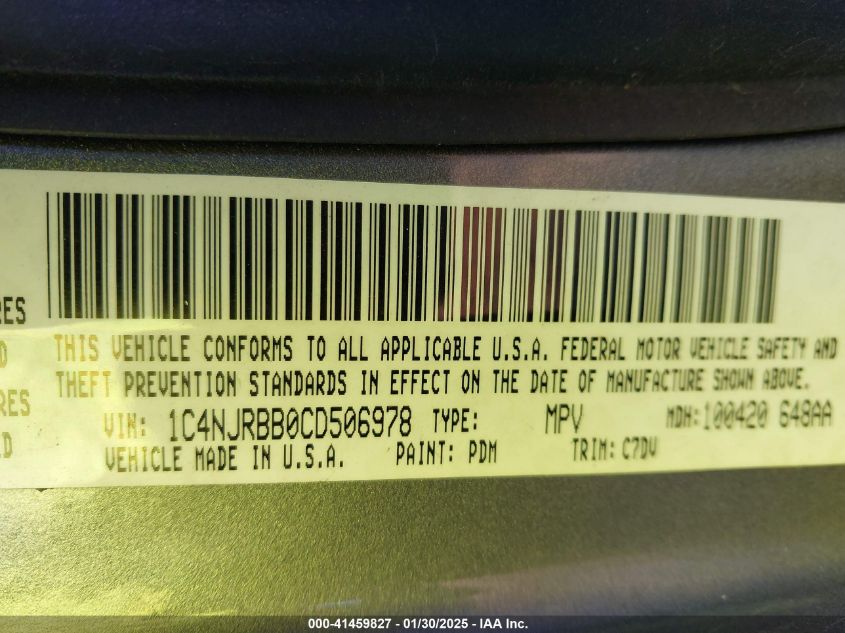 RES
D
RES
D
THIS VEHICLE CONFORMS TO ALL APPLICABLE U.S.A. FEDERAL MOTOR VEHICLE SAFETY AND
THEFT PREVENTION STANDARDS IN EFFECT ON THE DATE OF MANUFACTURE SHOWN ABOVE.
VIN: 1C4NJRBB0CD506978 TYPE: MPV MDH:100420 648AA
VEHICLE MADE IN U.S.A. PAINT: PDM TRIM: C7DV
000-41459827 - 01/30/2025 - IAA Inc.